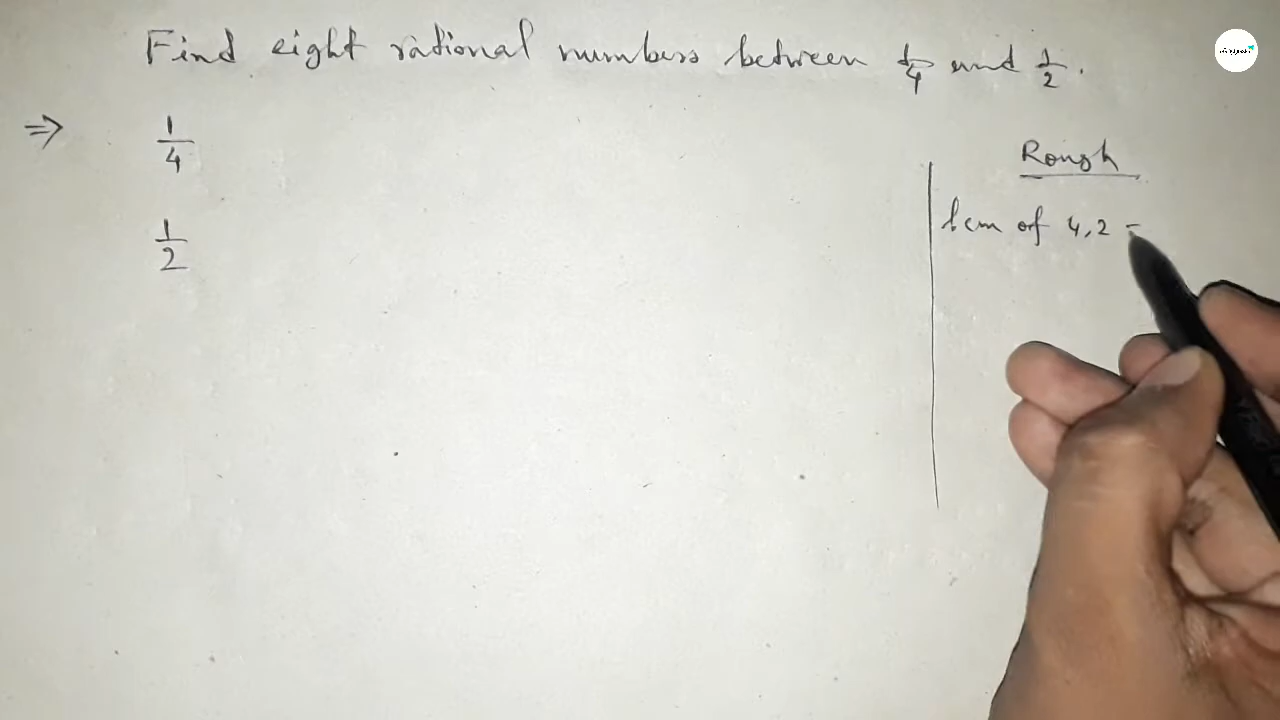 Find eight rational numbers between 1/4 and 1/2.
⇒ 1/4
1/2
Rough
lcm of 4,2 =